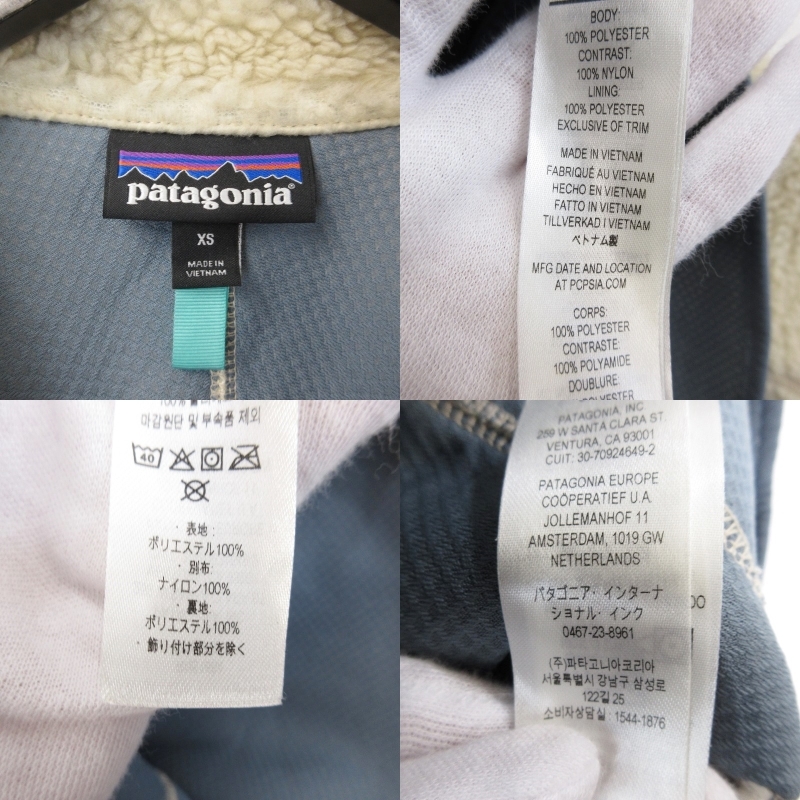 patagonia®
XS
MADE IN
VIETNAM
BODY:
100% POLYESTER
CONTRAST:
100% NYLON
LINING:
100% POLYESTER
EXCLUSIVE OF TRIM
MADE IN VIETNAM
FABRIQUÉ AU VIETNAM
HECHO EN VIETNAM
FATTO IN VIETNAM
TILLVERKAD I VIETNAM
ベトナム製
MFG DATE AND LOCATION
AT PCPSIA.COM
CORPS:
100% POLYESTER
CONTRASTE:
100% POLYAMIDE
DOUBLURE:
100% POLYESTER
마감원단 및 부속품 제외
40
· 表地:
ポリエステル100%
· 別布:
ナイロン100%
· 裏地:
ポリエステル100%
· 飾り付け部分を除く
PATAGONIA, INC
259 W SANTA CLARA ST.
VENTURA, CA 93001
CUIT: 30-70924649-2
PATAGONIA EUROPE
COÖPERATIEF U.A.
JOLLEMANHOF 11
AMSTERDAM, 1019 GW
NETHERLANDS
パタゴニア・インターナ
ショナル・インク
0467-23-8961
(주)파타고니아코리아
서울특별시 강남구 삼성로
122길 25
소비자상담실 : 1544-1876